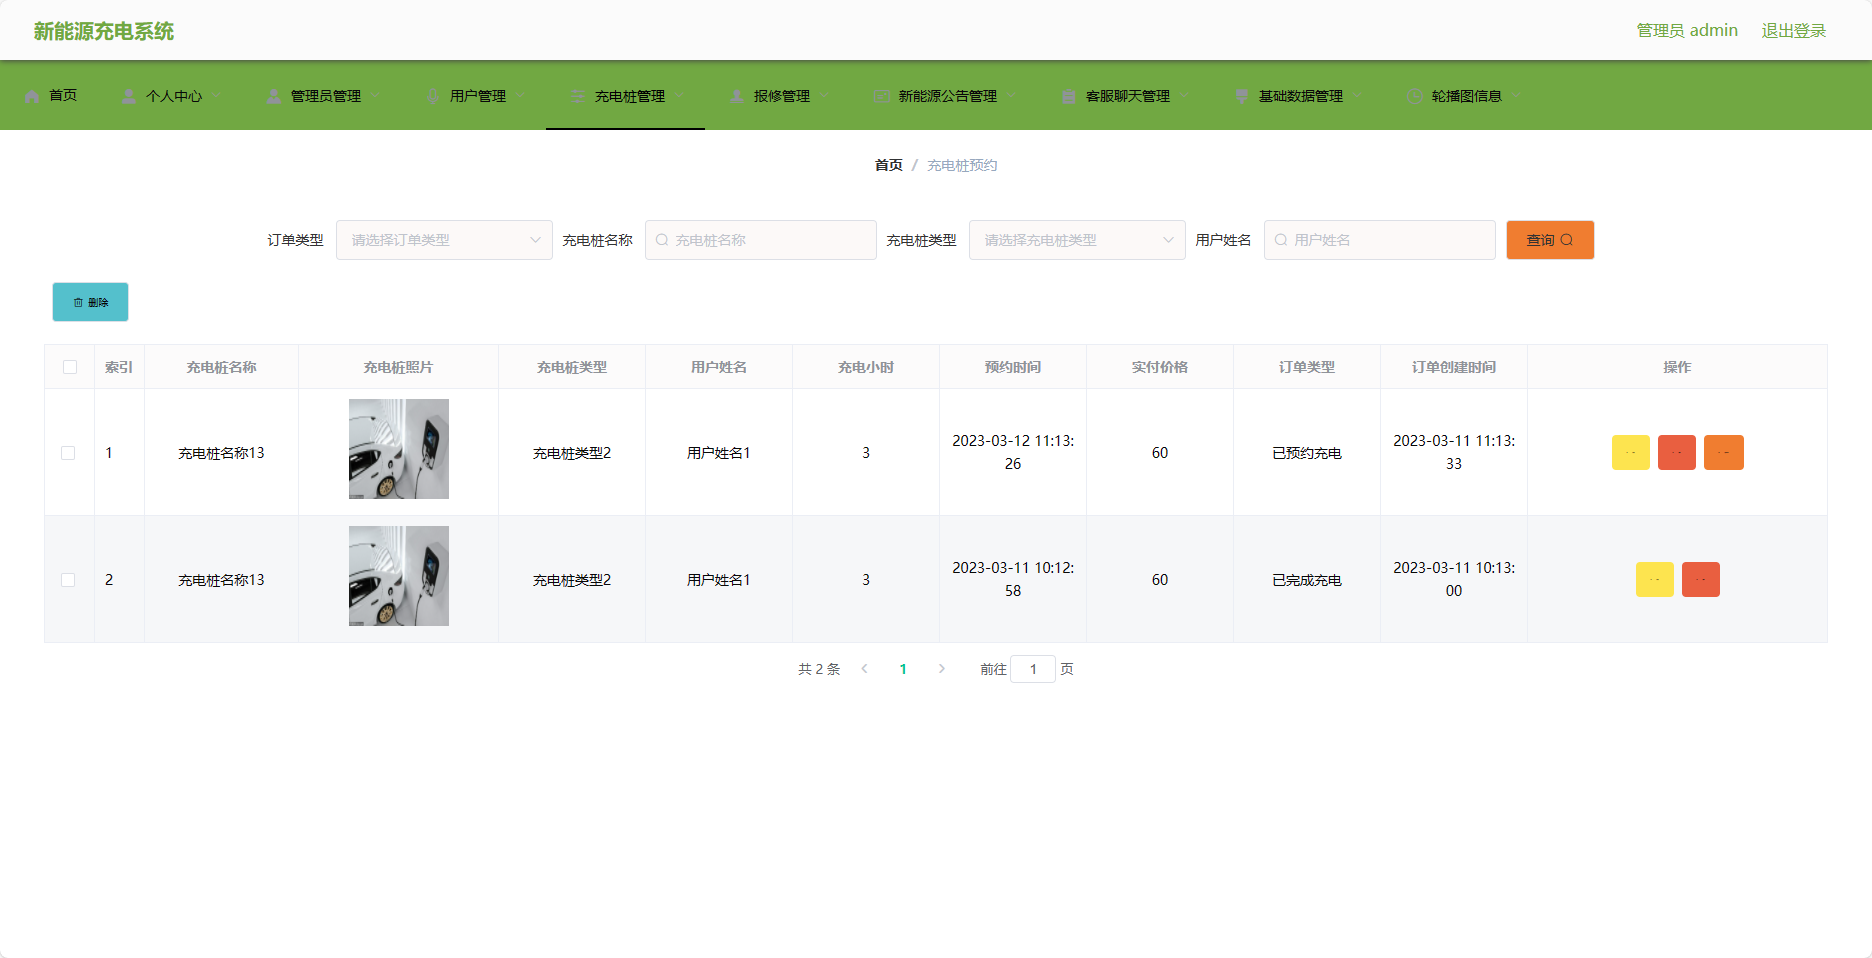 新能源充电系统
管理员 admin 退出登录
首页 个人中心 管理员管理 用户管理 充电桩管理 报修管理 新能源公告管理 客服聊天管理 基础数据管理 轮播图信息
首页 / 充电桩预约
订单类型 请选择订单类型 充电桩名称 充电桩名称 充电桩类型 请选择充电桩类型 用户姓名 用户姓名 查询
删除
索引 充电桩名称 充电桩照片 充电桩类型 用户姓名 充电小时 预约时间 实付价格 订单类型 订单创建时间 操作
1 充电桩名称13 充电桩类型2 用户姓名1 3 2023-03-12 11:13:26 60 已预约充电 2023-03-11 11:13:33
2 充电桩名称13 充电桩类型2 用户姓名1 3 2023-03-11 10:12:58 60 已完成充电 2023-03-11 10:13:00
共 2 条 1 前往 1 页